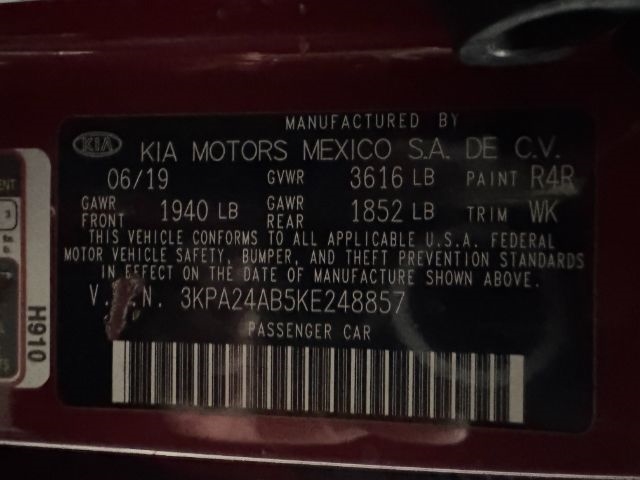 MANUFACTURED BY
KIA KIA MOTORS MEXICO S.A. DE C.V.
06/19 GVWR 3616 LB PAINT R4R
GAWR FRONT 1940 LB GAWR REAR 1852 LB TRIM WK
THIS VEHICLE CONFORMS TO ALL APPLICABLE U.S.A. FEDERAL
MOTOR VEHICLE SAFETY, BUMPER, AND THEFT PREVENTION STANDARDS
IN EFFECT ON THE DATE OF MANUFACTURE SHOWN ABOVE.
V. I. N. 3KPA24AB5KE248857
PASSENGER CAR
H910
ENT
3